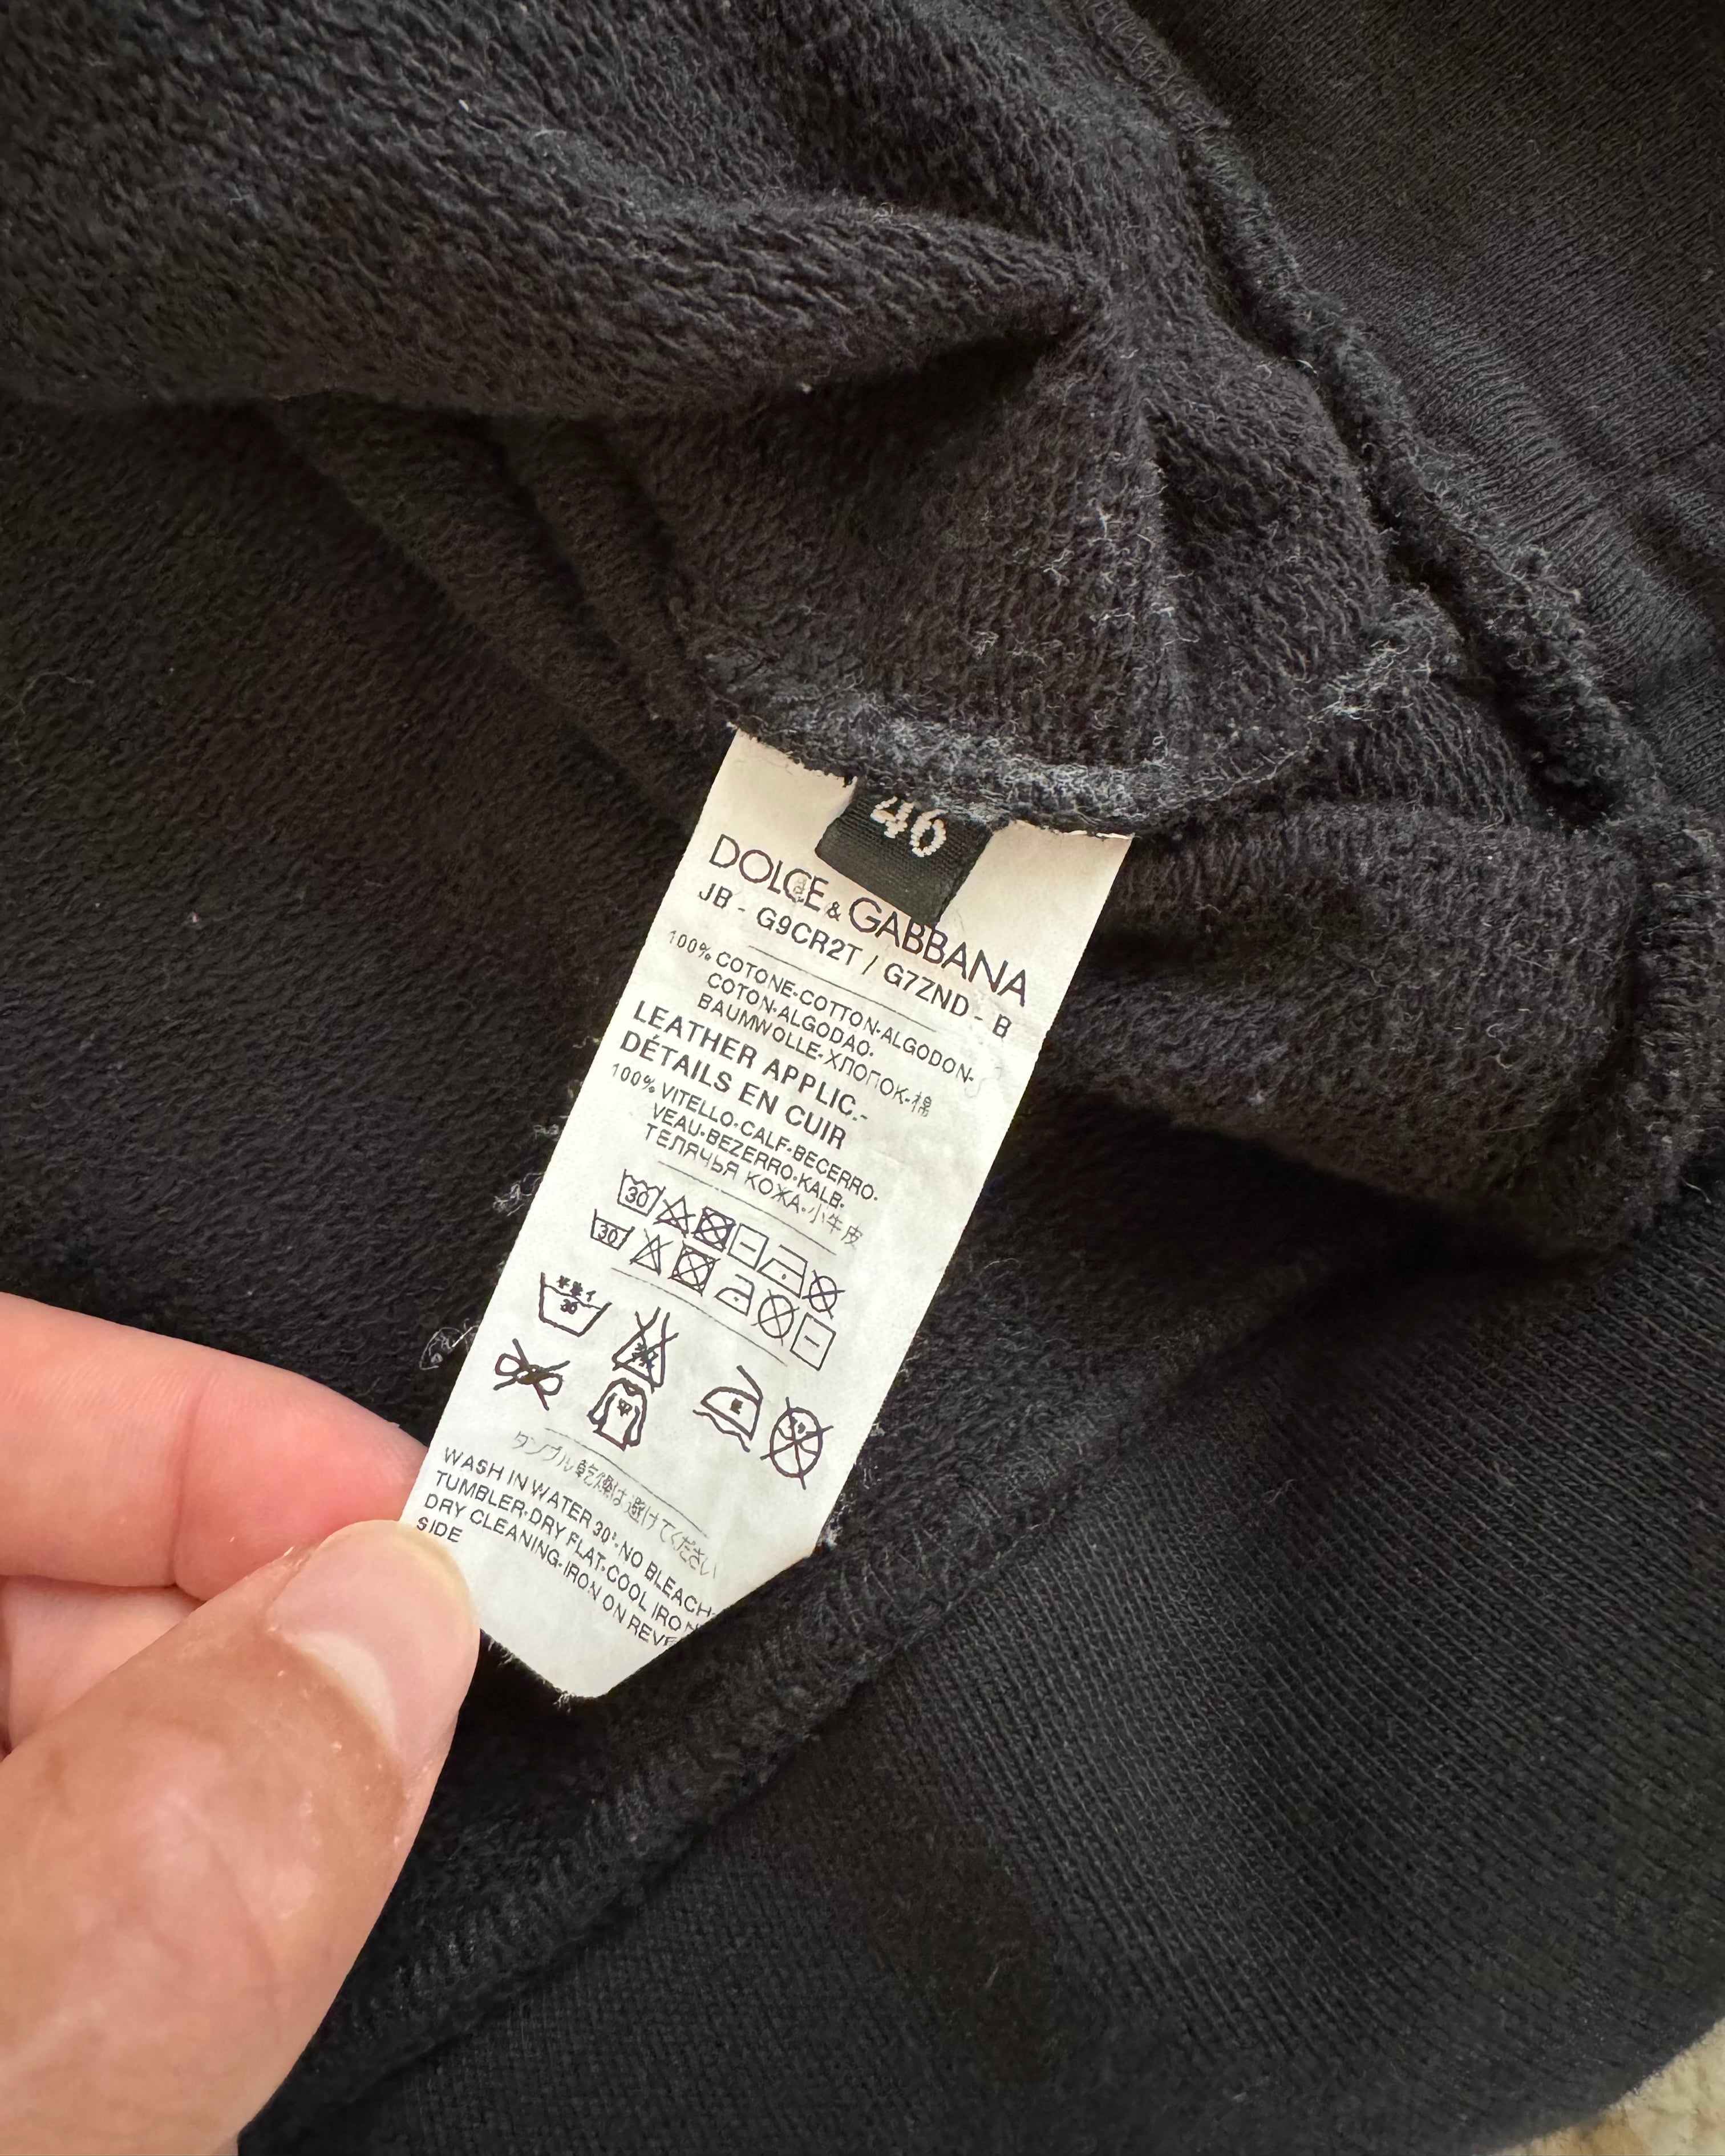 46
DOLCE & GABBANA
JB - G9CR2T / G7ZND - B
100% COTONE-COTTON-ALGODON-
COTON-ALGODAO-
BAUMWOLLE-ХЛОПОК-棉
LEATHER APPLIC.-
DÉTAILS EN CUIR
100% VITELLO-CALF-BECERRO-
VEAU-BEZERRO-KALB-
ТЕЛЯЧЬЯ КОЖА-小牛皮
30
30
30
タンブル乾燥は避けてください
WASH IN WATER 30°-NO BLEACH-
TUMBLER-DRY FLAT-COOL IRON
DRY CLEANING-IRON ON REVE
SIDE